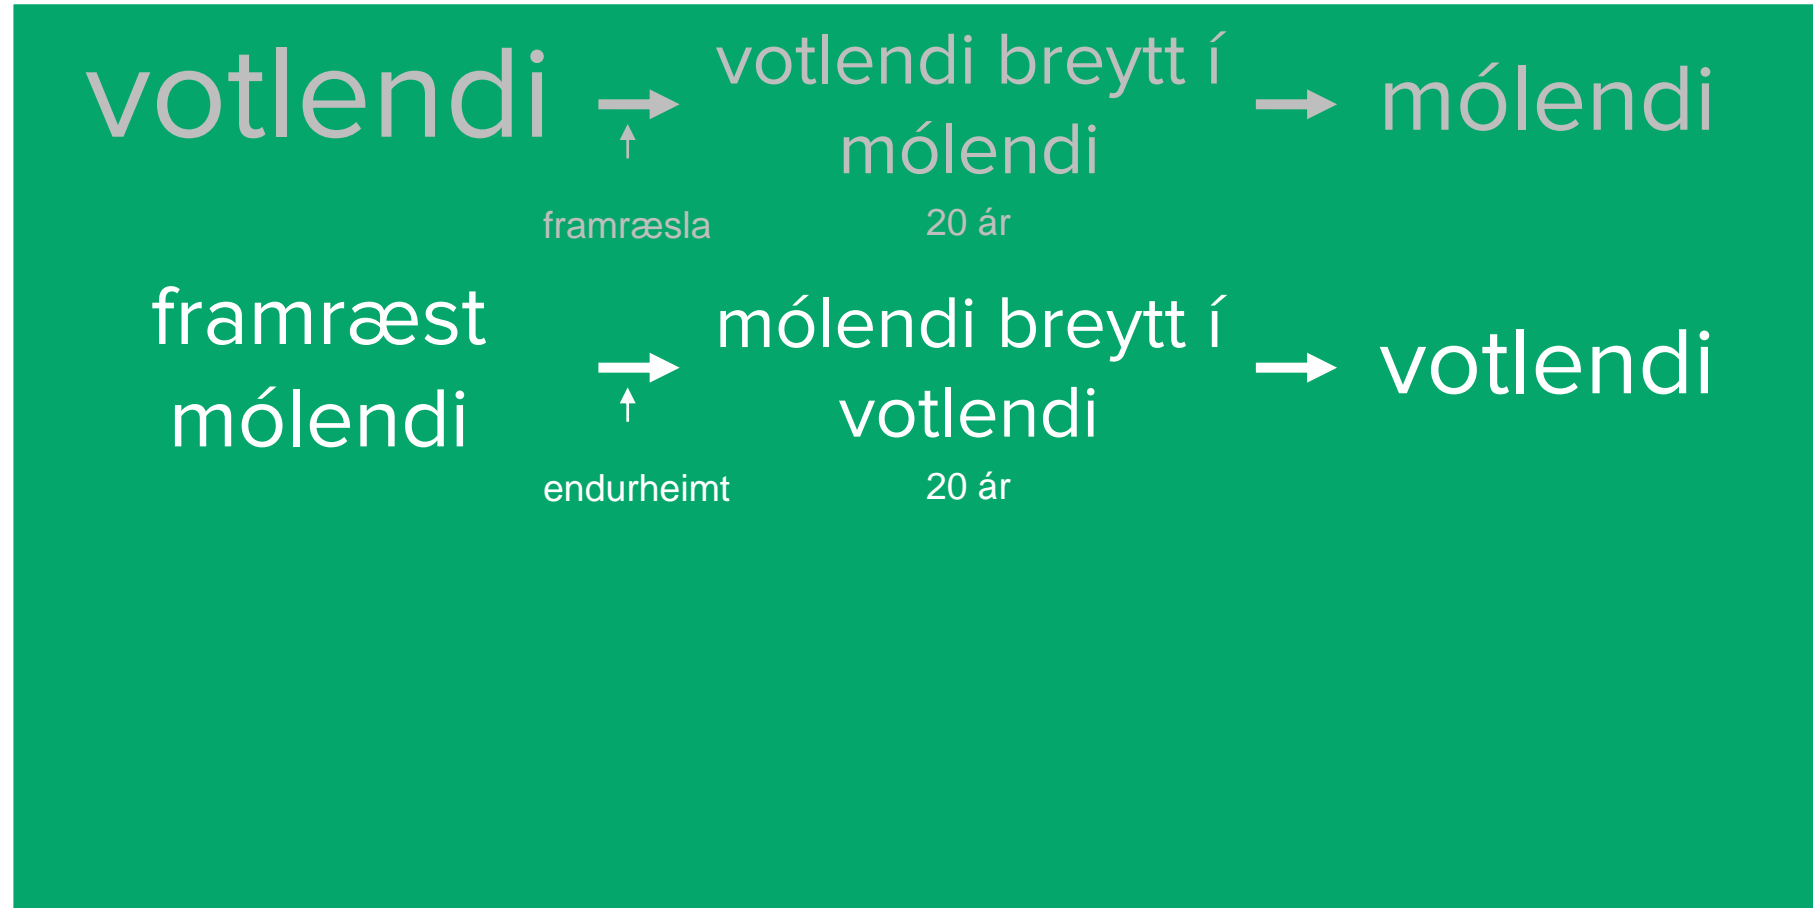 votlendi
votlendi breytt í
mólendi
mólendi
framræsla
20 ár
framræst
mólendi
mólendi breytt í
votlendi
votlendi
endurheimt
20 ár